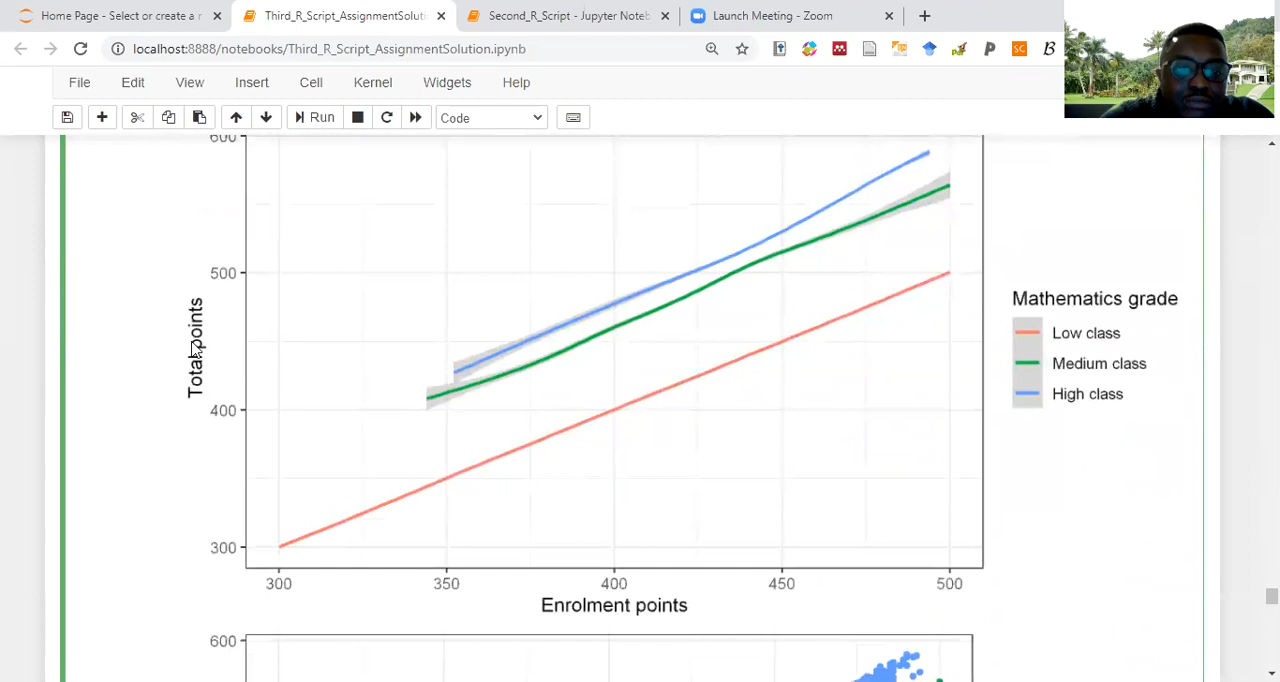 Home Page - Select or create a n
Third_R_Script_AssignmentSolutio
Second_R_Script - Jupyter Noteb
Launch Meeting - Zoom
localhost:8888/notebooks/Third_R_Script_AssignmentSolution.ipynb
File Edit View Insert Cell Kernel Widgets Help
Run
Code
600
500
400
300
Total points
300 350 400 450 500
Enrolment points
Mathematics grade
Low class
Medium class
High class
600